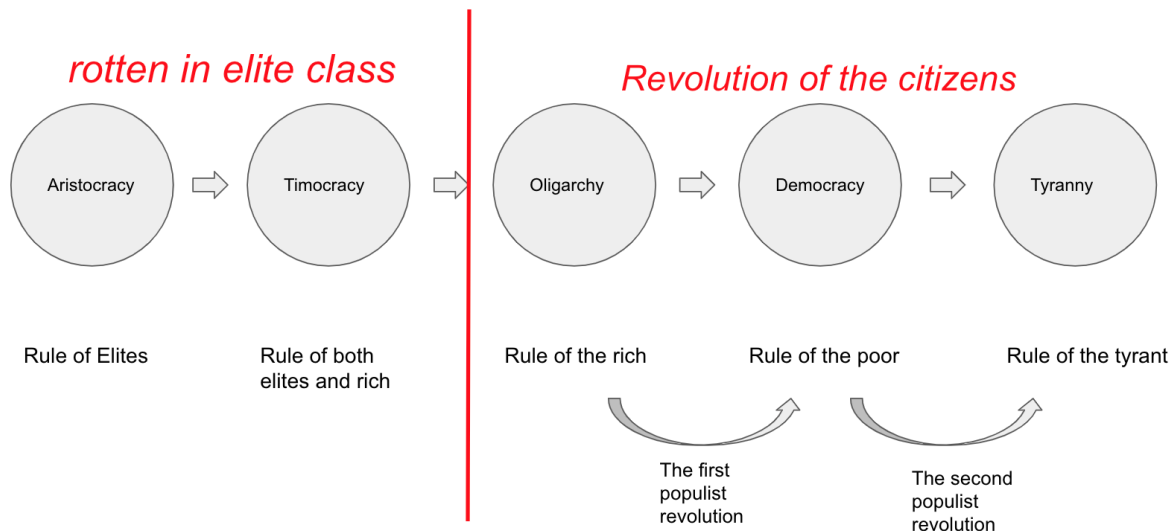 rotten in elite class
Revolution of the citizens
Aristocracy
Timocracy
Oligarchy
Democracy
Tyranny
Rule of Elites
Rule of both
elites and rich
Rule of the rich
Rule of the poor
Rule of the tyrant
The first
populist
revolution
The second
populist
revolution